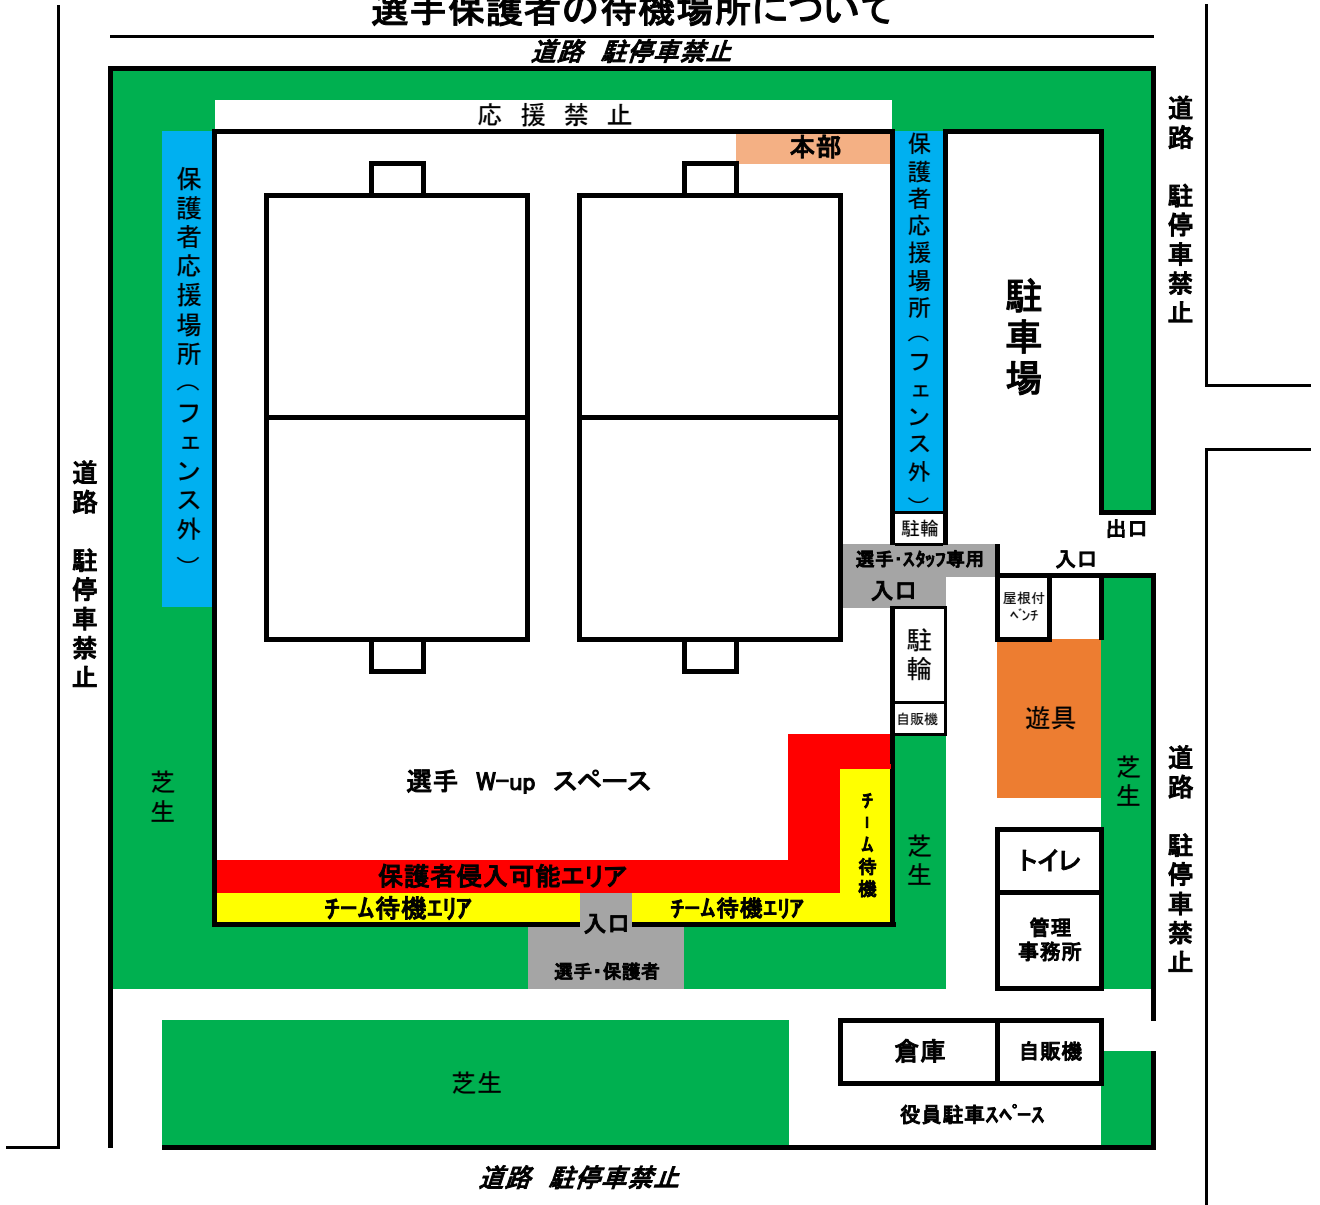 選手保護者の待機場所について
道路 駐停車禁止
応援禁止
本部
保護者応援場所（フェンス外）
保護者応援場所（フェンス外）
駐車場
道路 駐停車禁止
道路 駐停車禁止
駐輪
出口
選手・スタッフ専用
入口
入口
屋根付
ベンチ
駐輪
自販機
遊具
芝生
選手 W-up スペース
チーム待機
芝生
芝生
道路 駐停車禁止
トイレ
保護者侵入可能エリア
チーム待機エリア
入口
チーム待機エリア
管理
事務所
選手・保護者
倉庫
自販機
芝生
役員駐車スペース
道路 駐停車禁止